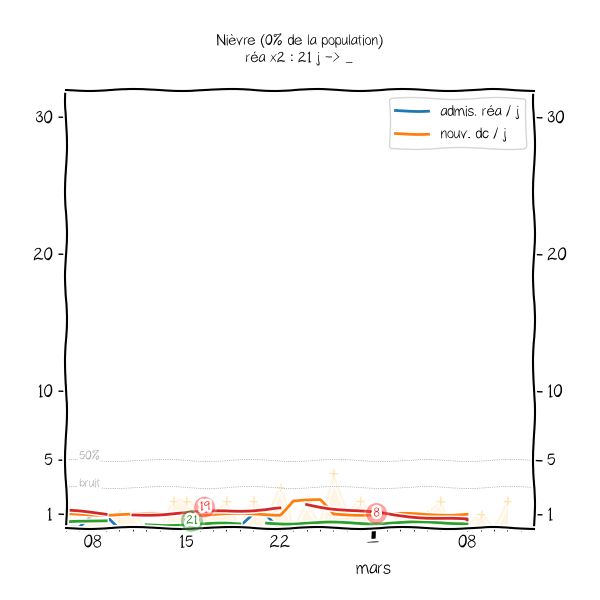 Nièvre (0% de la population)
réa x2 : 21 j -> _
admis. réa / j
nouv. dc / j
30 30
20 20
10 10
5 50% 5
bruit
1 19 8 1
21
08 15 22 1 08
mars